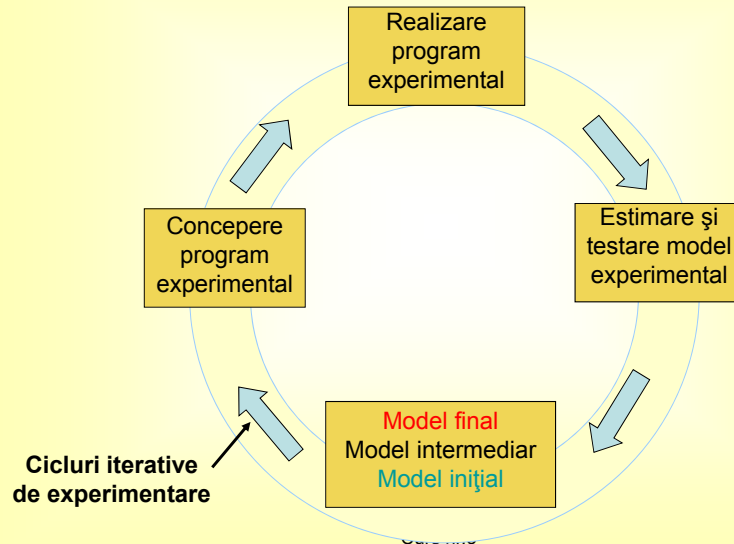 Realizare
program
experimental
Concepere
program
experimental
Estimare şi
testare model
experimental
Model final
Model intermediar
Model iniţial
Cicluri iterative
de experimentare